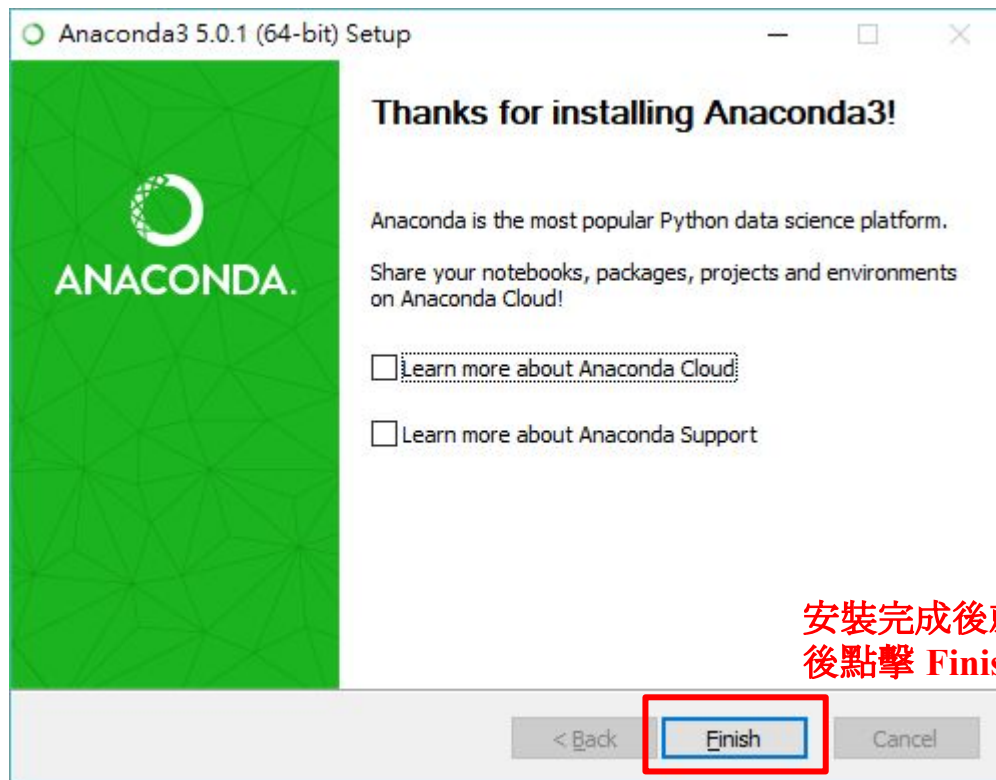 Anaconda3 5.0.1 (64-bit) Setup
Thanks for installing Anaconda3!
Anaconda is the most popular Python data science platform.
Share your notebooks, packages, projects and environments
on Anaconda Cloud!
ANACONDA.
Learn more about Anaconda Cloud
Learn more about Anaconda Support
安裝完成後
後點擊 Finis
< Back
Finish
Cancel